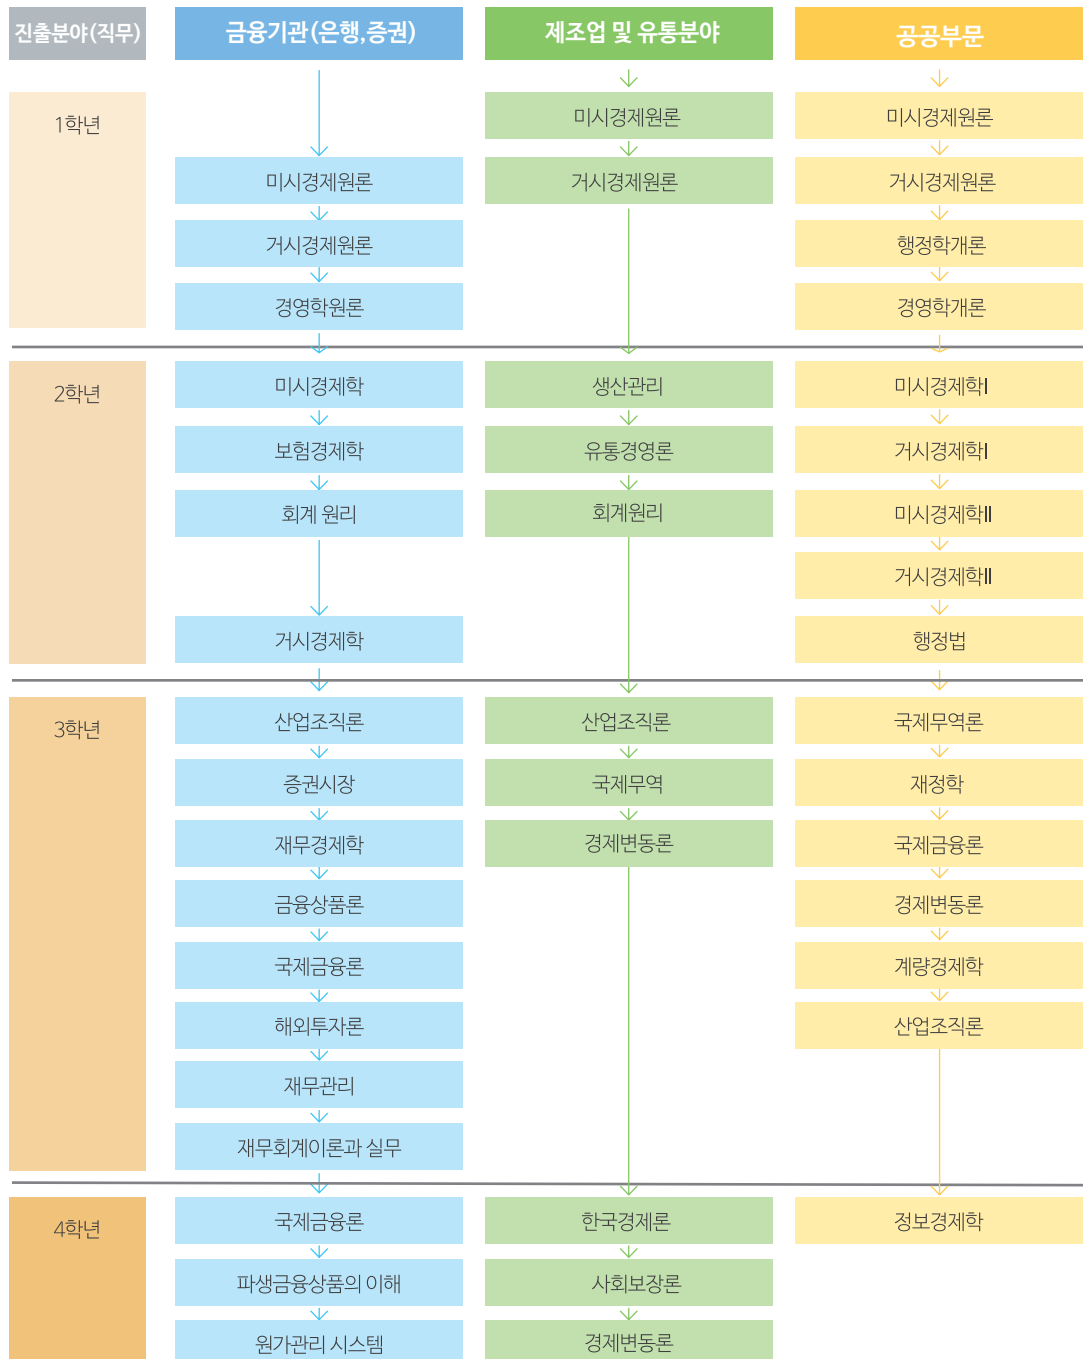 진출분야(직무)
금융기관(은행,증권)
제조업 및 유통분야
공공부문
1학년
미시경제원론
거시경제원론
경영학원론
미시경제원론
거시경제원론
미시경제원론
거시경제원론
행정학개론
경영학개론
2학년
미시경제학
보험경제학
회계 원리
거시경제학
생산관리
유통경영론
회계원리
미시경제학Ⅰ
거시경제학Ⅰ
미시경제학Ⅱ
거시경제학Ⅱ
행정법
3학년
산업조직론
증권시장
재무경제학
금융상품론
국제금융론
해외투자론
재무관리
재무회계이론과 실무
산업조직론
국제무역
경제변동론
국제무역론
재정학
국제금융론
경제변동론
계량경제학
산업조직론
4학년
국제금융론
파생금융상품의 이해
원가관리 시스템
한국경제론
사회보장론
경제변동론
정보경제학